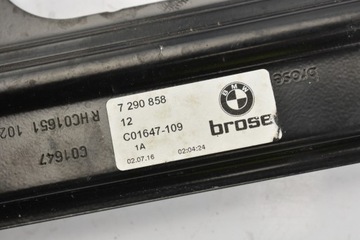 7 290 858
12
C01647-109
1A
02.07.16 02:04:24
BMW
brose
brose
R HC01651 102
C01647